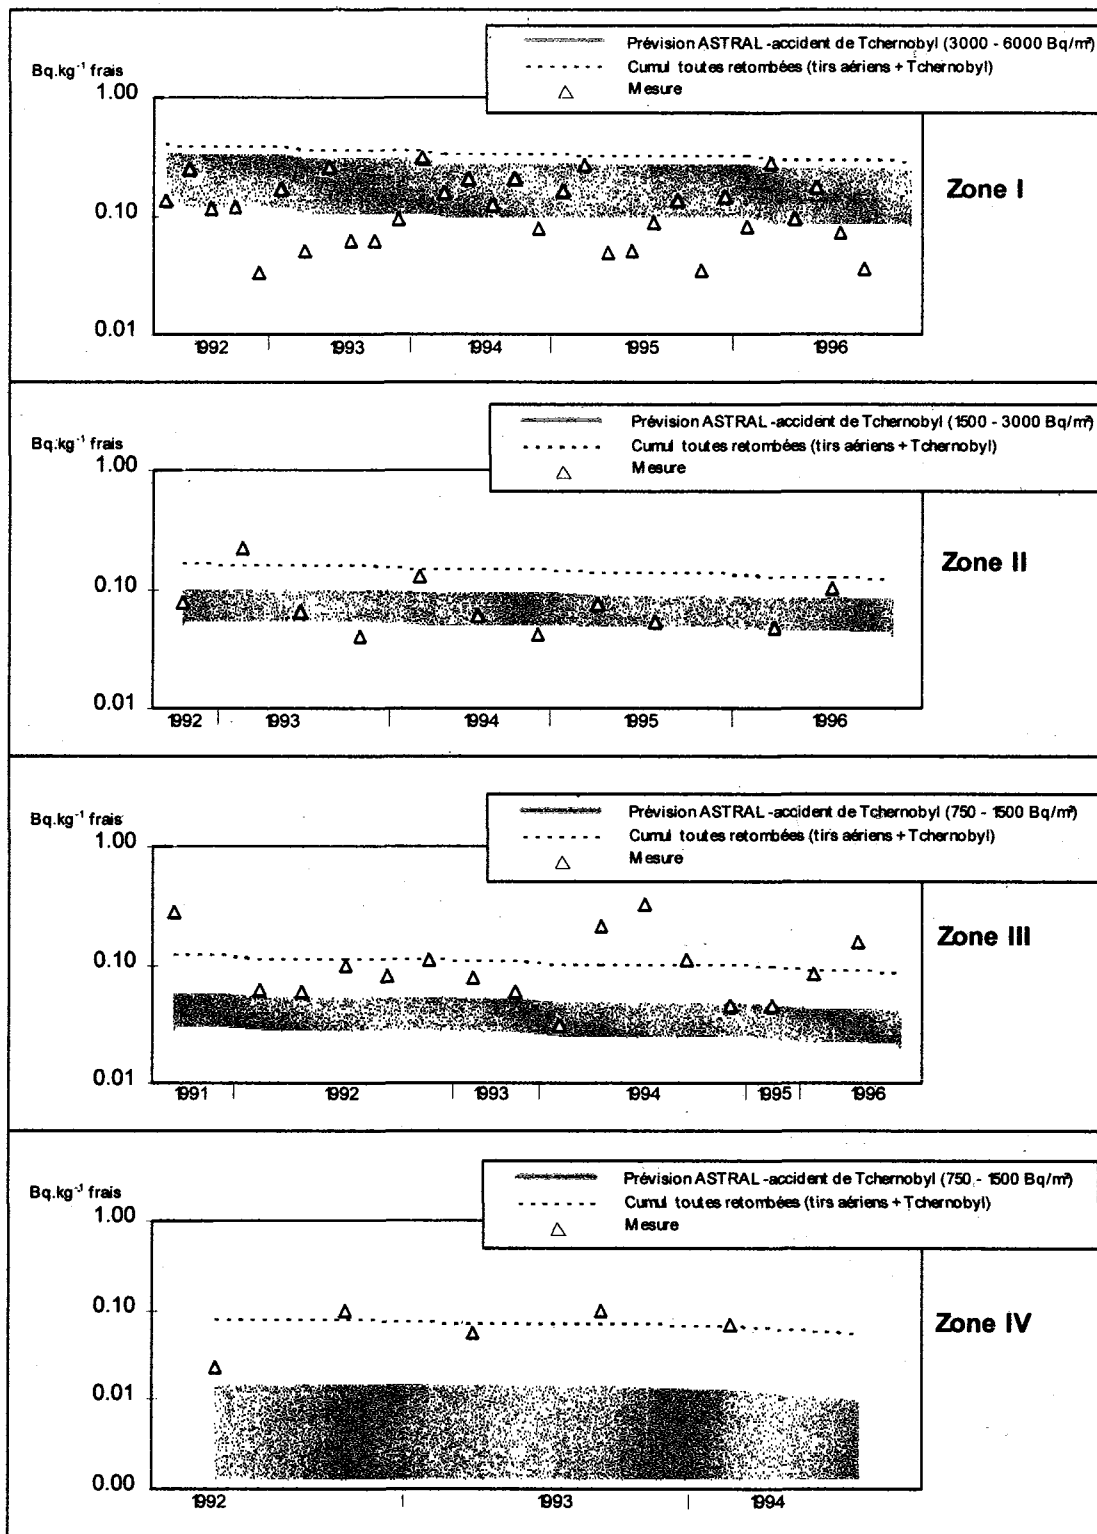 Prévision ASTRAL -accident de Tchernobyl (3000 - 6000 Bq/m²)
Cumul toutes retombées (tirs aériens + Tchernobyl)
Mesure
Bq.kg⁻¹ frais
1.00
0.10
0.01
Zone I
1992 | 1993 | 1994 | 1995 | 1996
Prévision ASTRAL -accident de Tchernobyl (1500 - 3000 Bq/m²)
Cumul toutes retombées (tirs aériens + Tchernobyl)
Mesure
Bq.kg⁻¹ frais
1.00
0.10
0.01
Zone II
1992 | 1993 | 1994 | 1995 | 1996
Prévision ASTRAL -accident de Tchernobyl (750 - 1500 Bq/m²)
Cumul toutes retombées (tirs aériens + Tchernobyl)
Mesure
Bq.kg⁻¹ frais
1.00
0.10
0.01
Zone III
1991 | 1992 | 1993 | 1994 | 1995 | 1996
Prévision ASTRAL -accident de Tchernobyl (750 - 1500 Bq/m²)
Cumul toutes retombées (tirs aériens + Tchernobyl)
Mesure
Bq.kg⁻¹ frais
1.00
0.10
0.01
0.00
Zone IV
1992 | 1993 | 1994